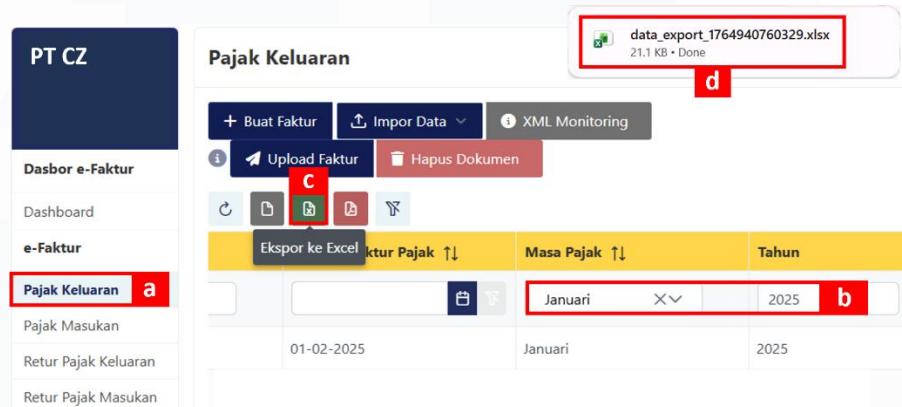 PT CZ
Pajak Keluaran
data_export_1764940760329.xlsx
21.1 KB • Done
d
+ Buat Faktur
Impor Data
XML Monitoring
Upload Faktur
Hapus Dokumen
c
Dasbor e-Faktur
Dashboard
e-Faktur
Pajak Keluaran
a
Pajak Masukan
Retur Pajak Keluaran
Retur Pajak Masukan
Ekspor ke Excel
ktur Pajak
Masa Pajak
Tahun
Januari
2025
b
01-02-2025
Januari
2025